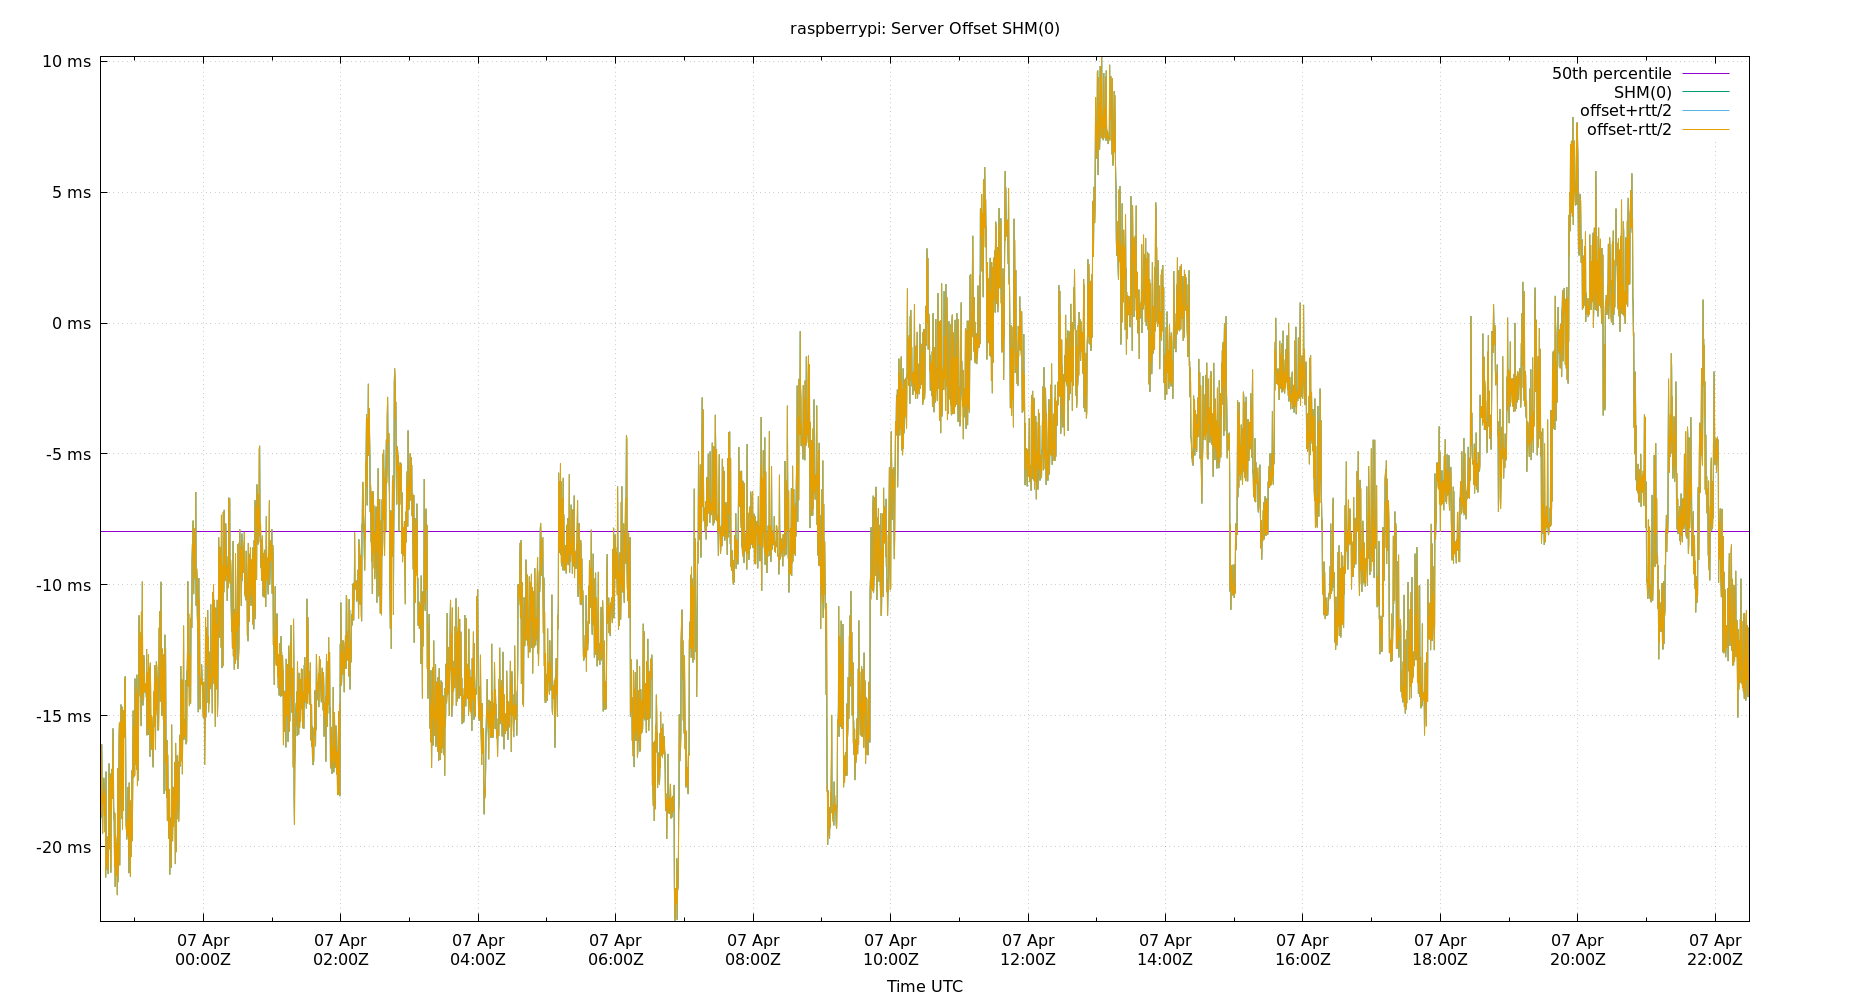 raspberrypi: Server Offset SHM(0)
50th percentile
SHM(0)
offset+rtt/2
offset-rtt/2
10 ms
5 ms
0 ms
-5 ms
-10 ms
-15 ms
-20 ms
07 Apr 07 Apr 07 Apr 07 Apr 07 Apr 07 Apr 07 Apr 07 Apr 07 Apr 07 Apr 07 Apr 07 Apr
00:00Z 02:00Z 04:00Z 06:00Z 08:00Z 10:00Z 12:00Z 14:00Z 16:00Z 18:00Z 20:00Z 22:00Z
Time UTC